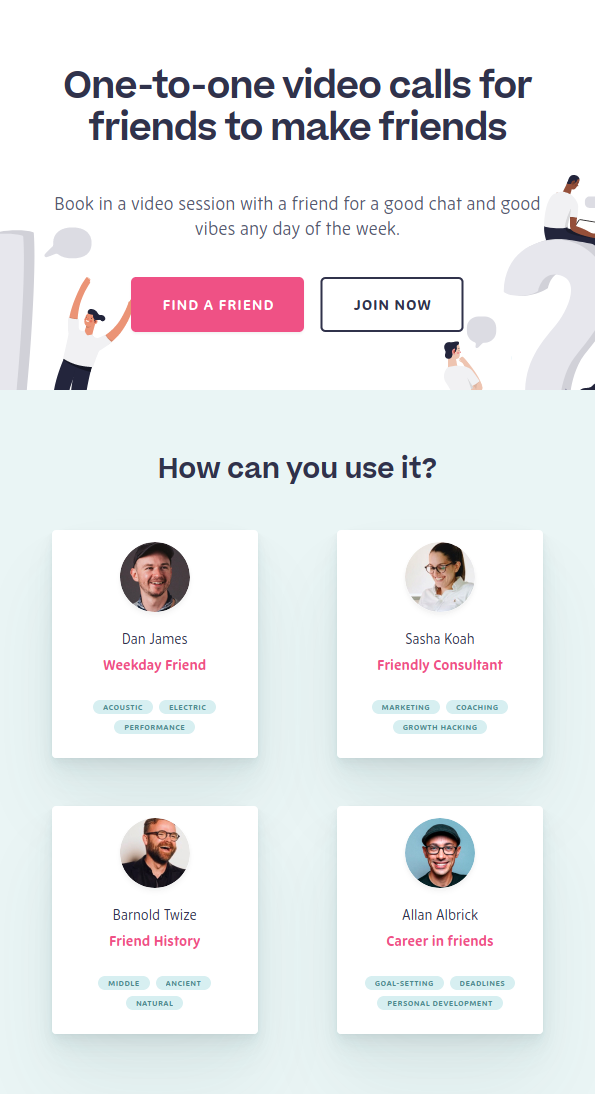 One-to-one video calls for
friends to make friends
Book in a video session with a friend for a good chat and good
vibes any day of the week.
FIND A FRIEND
JOIN NOW
How can you use it?
Dan James
Weekday Friend
ACOUSTIC
ELECTRIC
PERFORMANCE
Sasha Koah
Friendly Consultant
MARKETING
COACHING
GROWTH HACKING
Barnold Twize
Friend History
MIDDLE
ANCIENT
NATURAL
Allan Albrick
Career in friends
GOAL-SETTING
DEADLINES
PERSONAL DEVELOPMENT